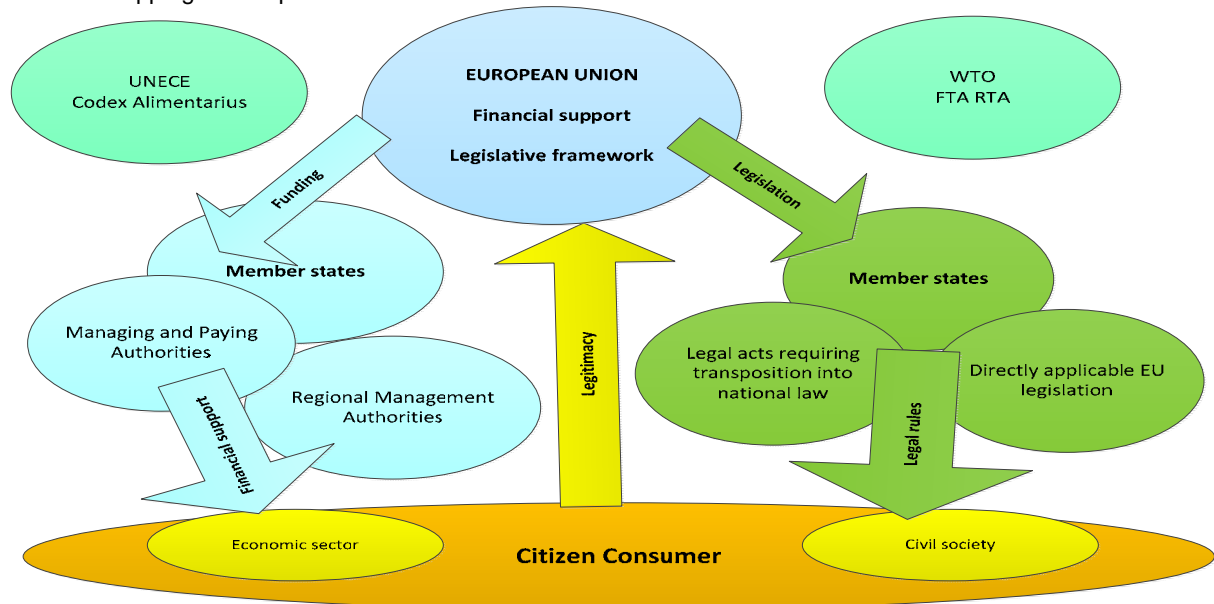 UNECE
Codex Alimentarius
EUROPEAN UNION
Financial support
Legislative framework
WTO
FTA RTA
Funding
Legislation
Member states
Member states
Managing and Paying
Authorities
Regional Management
Authorities
Legitimacy
Legal acts requiring
transposition into
national law
Directly applicable EU
legislation
Financial support
Legal rules
Economic sector
Citizen Consumer
Civil society